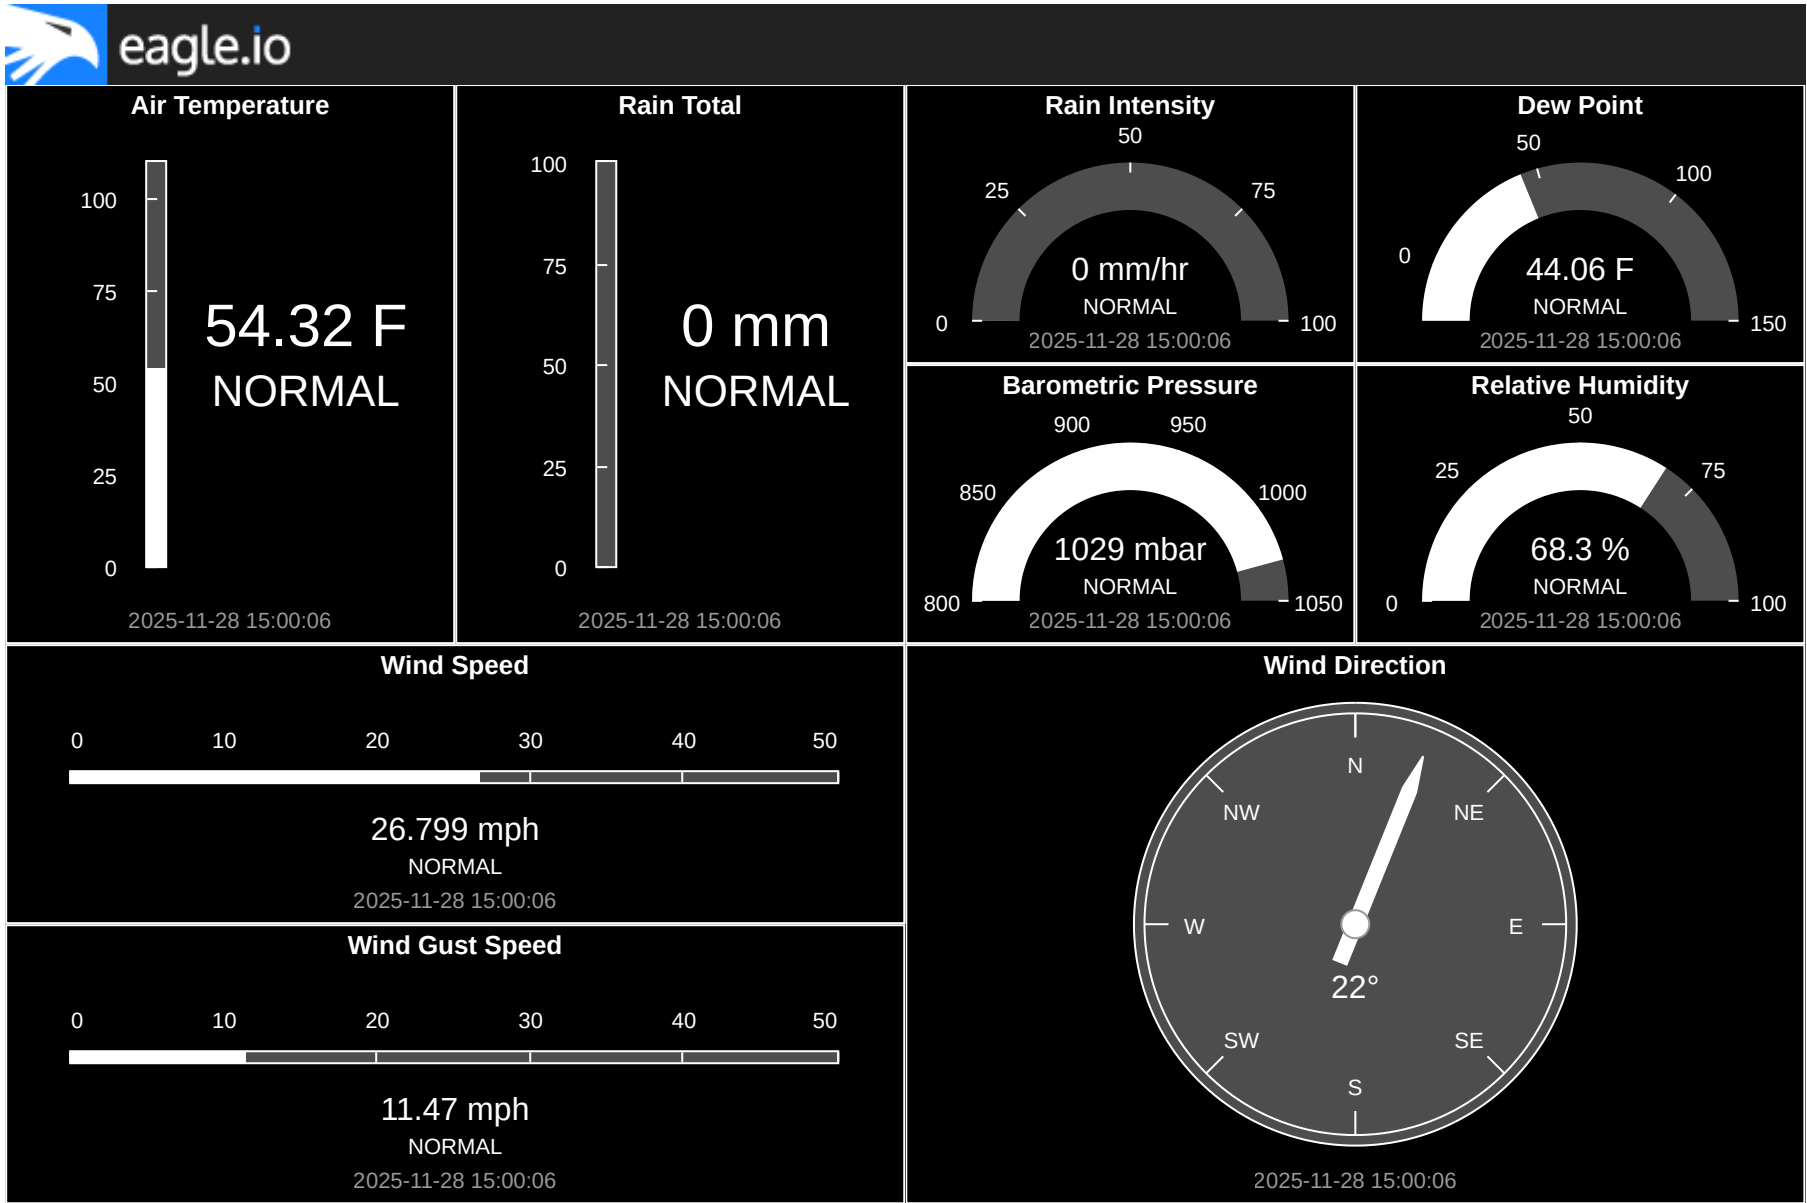 eagle.io
Air Temperature
100
75
50
25
0
54.32 F
NORMAL
2025-11-28 15:00:06
Rain Total
100
75
50
25
0
0 mm
NORMAL
2025-11-28 15:00:06
Rain Intensity
50
25 75
0 100
0 mm/hr
NORMAL
2025-11-28 15:00:06
Dew Point
50
100
0
150
44.06 F
NORMAL
2025-11-28 15:00:06
Barometric Pressure
900 950
850 1000
800 1050
1029 mbar
NORMAL
2025-11-28 15:00:06
Relative Humidity
50
25 75
0 100
68.3 %
NORMAL
2025-11-28 15:00:06
Wind Speed
0 10 20 30 40 50
26.799 mph
NORMAL
2025-11-28 15:00:06
Wind Gust Speed
0 10 20 30 40 50
11.47 mph
NORMAL
2025-11-28 15:00:06
Wind Direction
N
NW NE
W E
22°
SW SE
S
2025-11-28 15:00:06